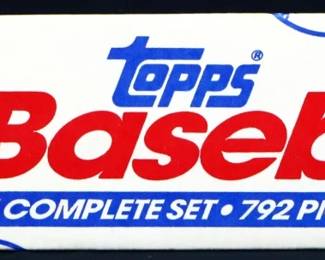 topps®
Baseb
COMPLETE SET • 792 PI